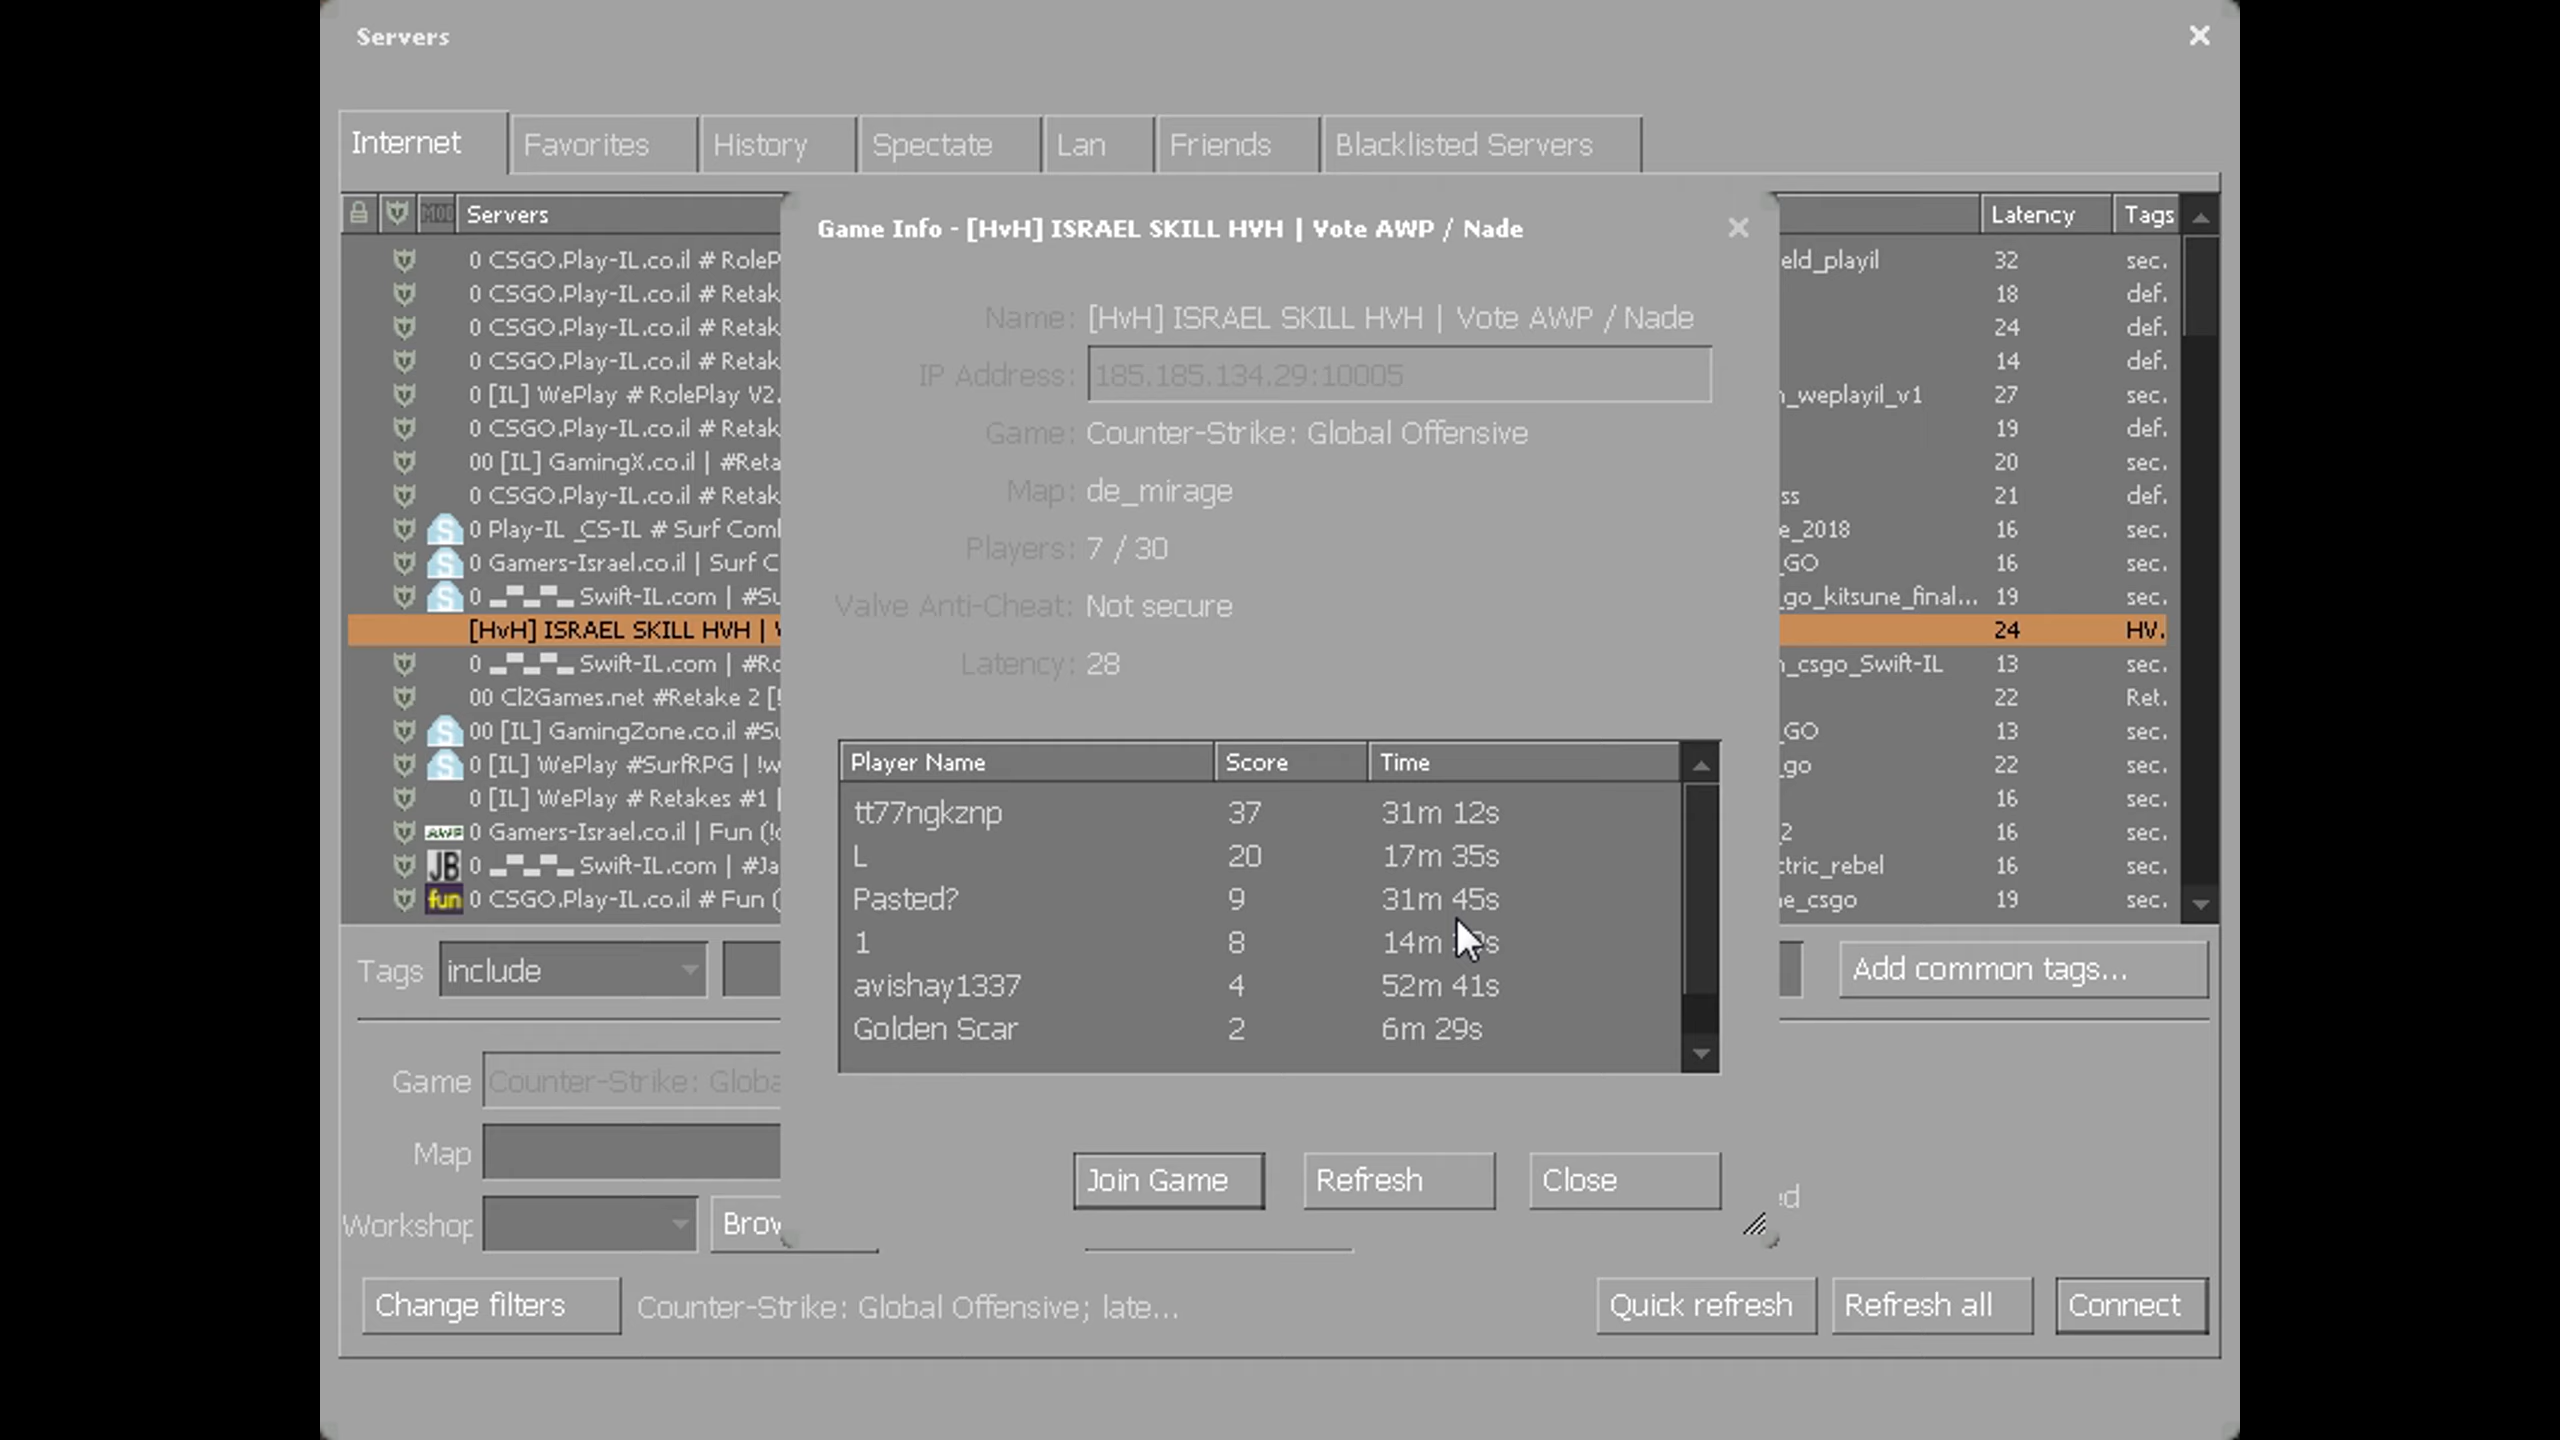 Servers
Internet Favorites History Spectate Lan Friends Blacklisted Servers
Servers Latency Tags
Game Info - [HvH] ISRAEL SKILL HVH | Vote AWP / Nade
Name: [HvH] ISRAEL SKILL HVH | Vote AWP / Nade
IP Address: 185.185.134.29:10005
Game: Counter-Strike: Global Offensive
Map: de_mirage
Players: 7 / 30
Valve Anti-Cheat: Not secure
Latency: 28
Player Name Score Time
tt77ngkznp 37 31m 12s
L 20 17m 35s
Pasted? 9 31m 45s
1 8 14m
avishay1337 4 52m 41s
Golden Scar 2 6m 29s
Join Game Refresh Close
0 CSGO.Play-IL.co.il # RoleP eld_playil 32 sec.
0 CSGO.Play-IL.co.il # Retak 18 def.
0 CSGO.Play-IL.co.il # Retak 24 def.
0 CSGO.Play-IL.co.il # Retak 14 def.
0 [IL] WePlay # RolePlay V2. _weplayil_v1 27 sec.
0 CSGO.Play-IL.co.il # Retak 19 def.
00 [IL] GamingX.co.il | #Reta 20 sec.
0 CSGO.Play-IL.co.il # Retak ss 21 def.
S 0 Play-IL _CS-IL # Surf Com e_2018 16 sec.
S 0 Gamers-Israel.co.il | Surf C _GO 16 sec.
S 0 Swift-IL.com | #Su _go_kitsune_final... 19 sec.
[HvH] ISRAEL SKILL HVH | 24 HV.
0 Swift-IL.com | #Ro _csgo_Swift-IL 13 sec.
00 Cl2Games.net #Retake 2 [! 22 Ret.
S 00 [IL] GamingZone.co.il #Su _GO 13 sec.
S 0 [IL] WePlay #SurfRPG | !w _go 22 sec.
0 [IL] WePlay # Retakes #1 | 16 sec.
AWP 0 Gamers-Israel.co.il | Fun (! 2 16 sec.
JB 0 Swift-IL.com | #Ja tric_rebel 16 sec.
fun 0 CSGO.Play-IL.co.il # Fun ( e_csgo 19 sec.
Tags include Add common tags...
Game Counter-Strike: Globa
Map
Workshop Brow
Change filters Counter-Strike: Global Offensive; late... Quick refresh Refresh all Connect